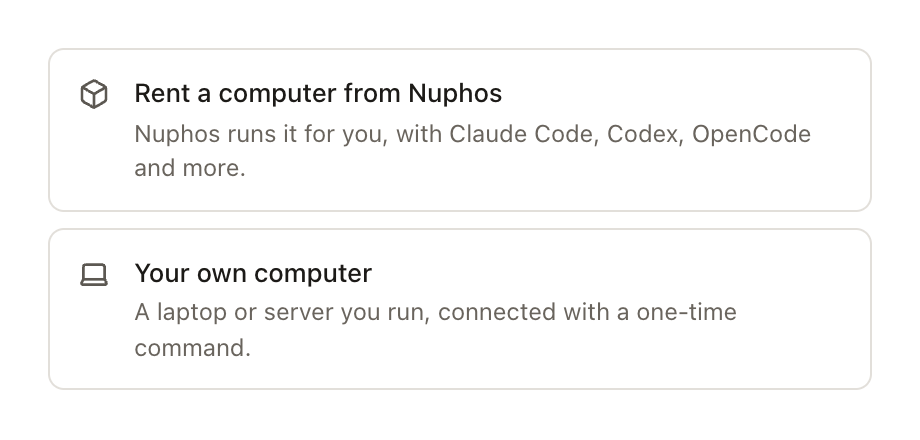 Rent a computer from Nuphos
Nuphos runs it for you, with Claude Code, Codex, OpenCode
and more.
Your own computer
A laptop or server you run, connected with a one-time
command.